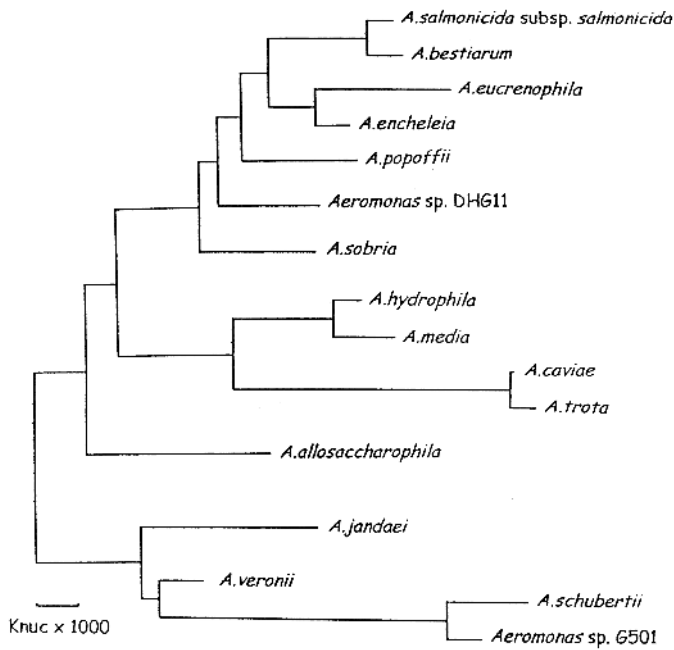 A.salmonicida subsp. salmonicida
A.bestiarum
A.eucrenophila
A.encheleia
A.popoffii
Aeromonas sp. DHG11
A.sobria
A.hydrophila
A.media
A.caviae
A.trota
A.allosaccharophila
A.jandaei
A.veronii
A.schubertii
Aeromonas sp. G501
Knuc x 1000